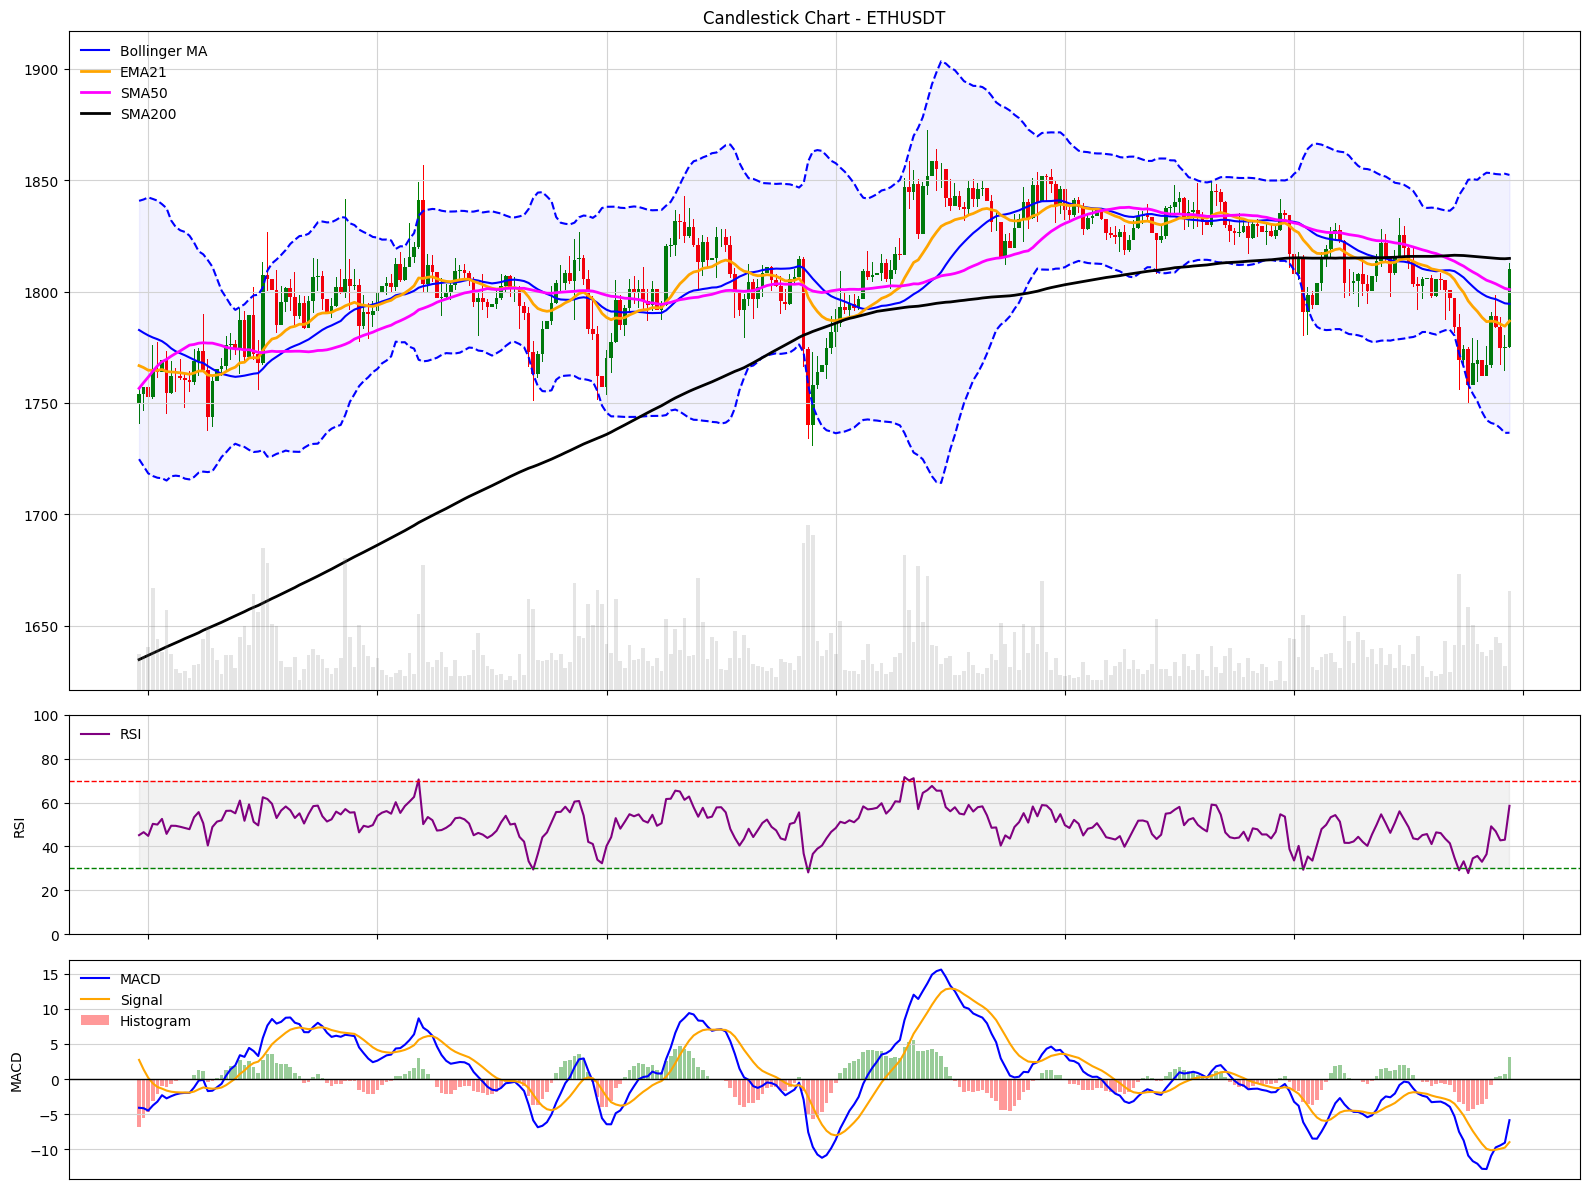 Candlestick Chart - ETHUSDT
Bollinger MA
EMA21
SMA50
SMA200
1900
1850
1800
1750
1700
1650
RSI
100
80
60
40
20
0
RSI
MACD
Signal
Histogram
15
10
5
0
−5
−10
MACD